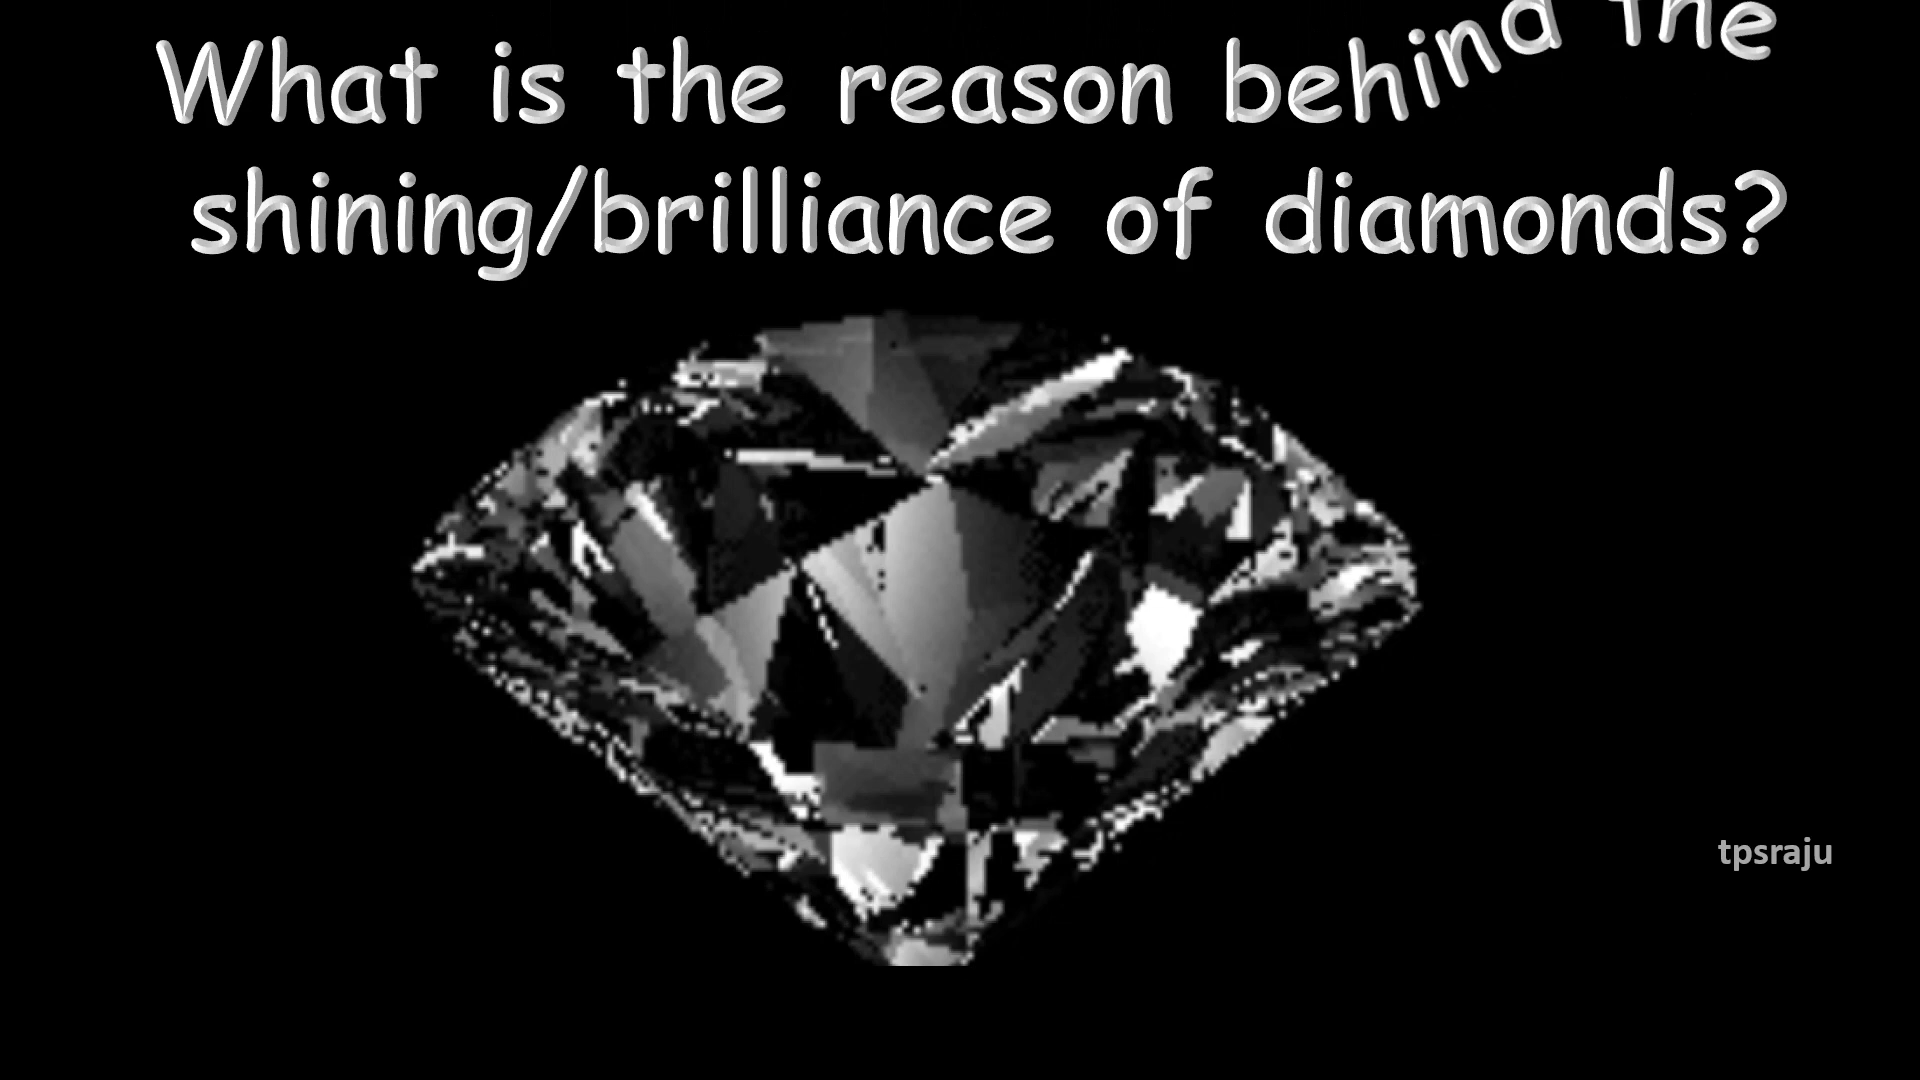 What is the reason behind the
shining/brilliance of diamonds?
tpsraju